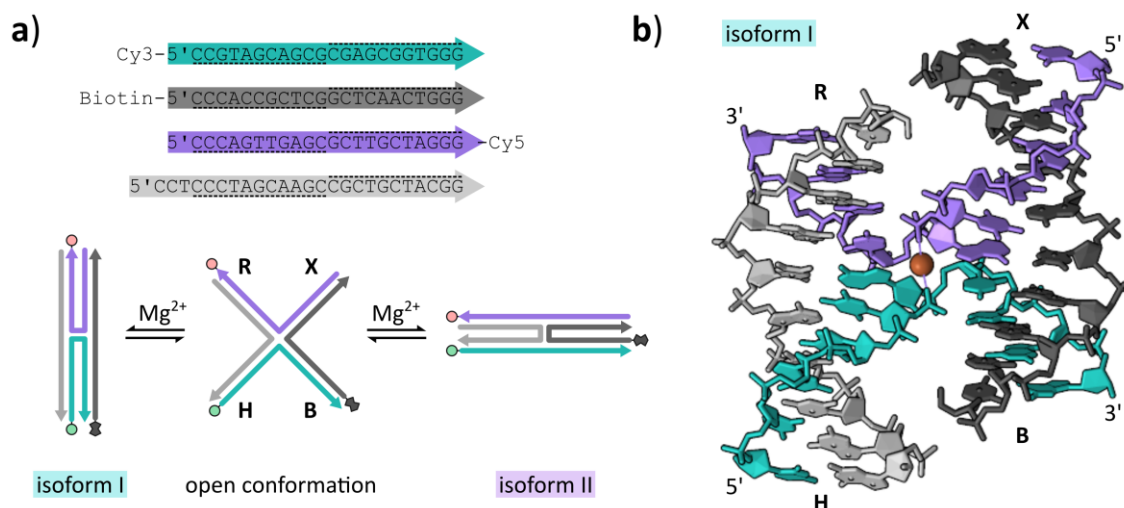 a)
Cy3-5'CCGTAGCAGCGCGAGCGGTGGG
Biotin-5'CCCACCGCTCGGCTCAACTGGG
5'CCCAGTTGAGCGCTTGCTAGGG-Cy5
5'CCTCCCTAGCAAGCCGCTGCTACGG
R X
Mg2+ Mg2+
H B
isoform I open conformation isoform II
b)
isoform I
X
5'
R
3'
3'
B
5'
H